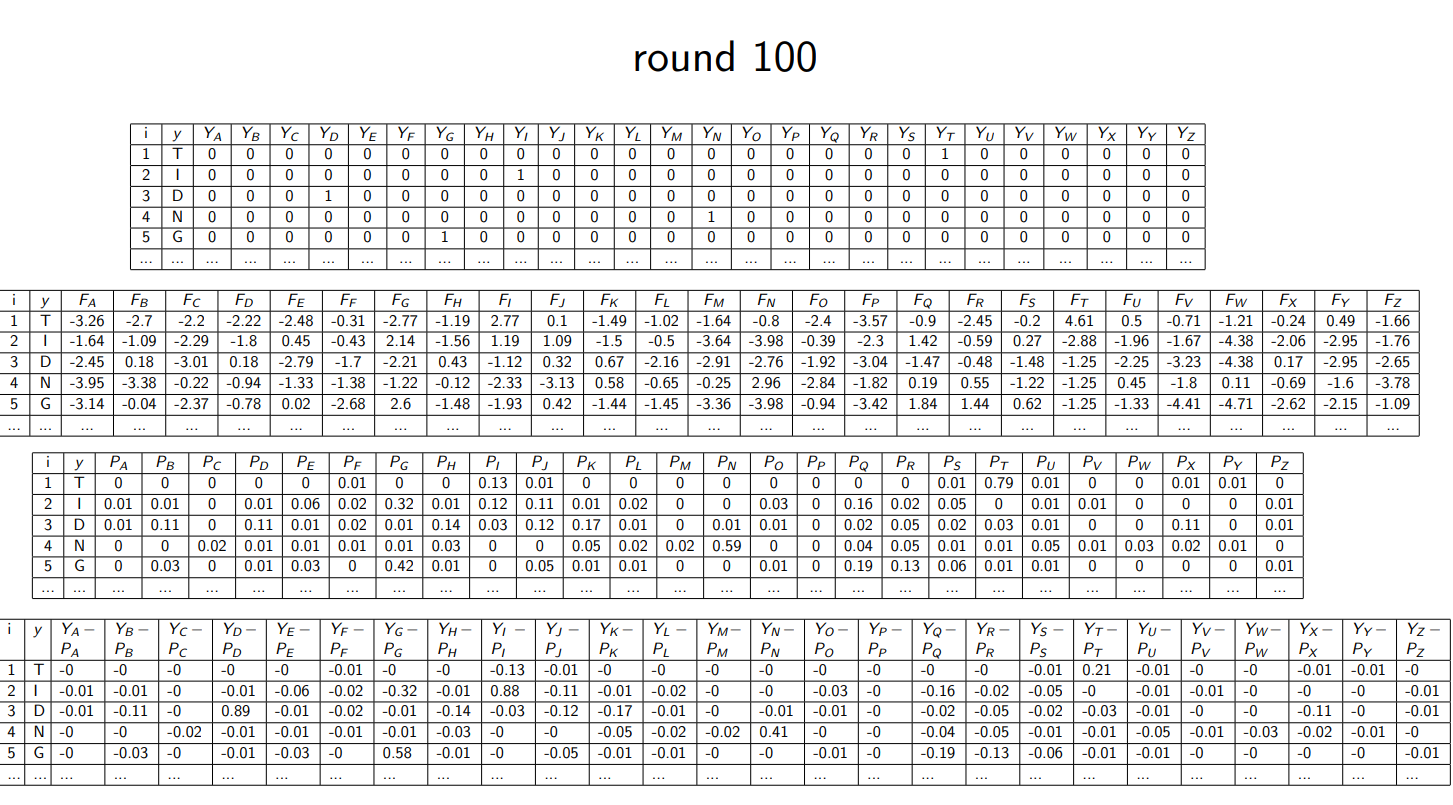 round 100
i y Y_A Y_B Y_C Y_D Y_E Y_F Y_G Y_H Y_I Y_J Y_K Y_L Y_M Y_N Y_O Y_P Y_Q Y_R Y_S Y_T Y_U Y_V Y_W Y_X Y_Y Y_Z
1 T 0 0 0 0 0 0 0 0 0 0 0 0 0 0 0 0 0 0 0 1 0 0 0 0 0 0
2 I 0 0 0 0 0 0 0 0 1 0 0 0 0 0 0 0 0 0 0 0 0 0 0 0 0 0
3 D 0 0 0 1 0 0 0 0 0 0 0 0 0 0 0 0 0 0 0 0 0 0 0 0 0 0
4 N 0 0 0 0 0 0 0 0 0 0 0 0 0 1 0 0 0 0 0 0 0 0 0 0 0 0
5 G 0 0 0 0 0 0 1 0 0 0 0 0 0 0 0 0 0 0 0 0 0 0 0 0 0 0
... ... ... ... ... ... ... ... ... ... ... ... ... ... ... ... ... ... ... ... ... ... ... ... ... ... ... ...
i y F_A F_B F_C F_D F_E F_F F_G F_H F_I F_J F_K F_L F_M F_N F_O F_P F_Q F_R F_S F_T F_U F_V F_W F_X F_Y F_Z
1 T -3.26 -2.7 -2.2 -2.22 -2.48 -0.31 -2.77 -1.19 2.77 0.1 -1.49 -1.02 -1.64 -0.8 -2.4 -3.57 -0.9 -2.45 -0.2 4.61 0.5 -0.71 -1.21 -0.24 0.49 -1.66
2 I -1.64 -1.09 -2.29 -1.8 0.45 -0.43 2.14 -1.56 1.19 1.09 -1.5 -0.5 -3.64 -3.98 -0.39 -2.3 1.42 -0.59 0.27 -2.88 -1.96 -1.67 -4.38 -2.06 -2.95 -1.76
3 D -2.45 0.18 -3.01 0.18 -2.79 -1.7 -2.21 0.43 -1.12 0.32 0.67 -2.16 -2.91 -2.76 -1.92 -3.04 -1.47 -0.48 -1.48 -1.25 -2.25 -3.23 -4.38 0.17 -2.95 -2.65
4 N -3.95 -3.38 -0.22 -0.94 -1.33 -1.38 -1.22 -0.12 -2.33 -3.13 0.58 -0.65 -0.25 2.96 -2.84 -1.82 0.19 0.55 -1.22 -1.25 0.45 -1.8 0.11 -0.69 -1.6 -3.78
5 G -3.14 -0.04 -2.37 -0.78 0.02 -2.68 2.6 -1.48 -1.93 0.42 -1.44 -1.45 -3.36 -3.98 -0.94 -3.42 1.84 1.44 0.62 -1.25 -1.33 -4.41 -4.71 -2.62 -2.15 -1.09
... ... ... ... ... ... ... ... ... ... ... ... ... ... ... ... ... ... ... ... ... ... ... ... ... ... ... ...
i y P_A P_B P_C P_D P_E P_F P_G P_H P_I P_J P_K P_L P_M P_N P_O P_P P_Q P_R P_S P_T P_U P_V P_W P_X P_Y P_Z
1 T 0 0 0 0 0 0.01 0 0 0.13 0.01 0 0 0 0 0 0 0 0 0.01 0.79 0.01 0 0 0.01 0.01 0
2 I 0.01 0.01 0 0.01 0.06 0.02 0.32 0.01 0.12 0.11 0.01 0.02 0 0 0.03 0 0.16 0.02 0.05 0 0.01 0.01 0 0 0 0.01
3 D 0.01 0.11 0 0.11 0.01 0.02 0.01 0.14 0.03 0.12 0.17 0.01 0 0.01 0.01 0 0.02 0.05 0.02 0.03 0.01 0 0 0.11 0 0.01
4 N 0 0 0.02 0.01 0.01 0.01 0.01 0.03 0 0 0.05 0.02 0.02 0.59 0 0 0.04 0.05 0.01 0.01 0.05 0.01 0.03 0.02 0.01 0
5 G 0 0.03 0 0.01 0.03 0 0.42 0.01 0 0.05 0.01 0.01 0 0 0.01 0 0.19 0.13 0.06 0.01 0.01 0 0 0 0 0.01
... ... ... ... ... ... ... ... ... ... ... ... ... ... ... ... ... ... ... ... ... ... ... ... ... ... ... ...
i y Y_A − Y_B − Y_C − Y_D − Y_E − Y_F − Y_G − Y_H − Y_I − Y_J − Y_K − Y_L − Y_M − Y_N − Y_O − Y_P − Y_Q − Y_R − Y_S − Y_T − Y_U − Y_V − Y_W − Y_X − Y_Y − Y_Z −
P_A P_B P_C P_D P_E P_F P_G P_H P_I P_J P_K P_L P_M P_N P_O P_P P_Q P_R P_S P_T P_U P_V P_W P_X P_Y P_Z
1 T -0 -0 -0 -0 -0 -0.01 -0 -0 -0.13 -0.01 -0 -0 -0 -0 -0 -0 -0 -0 -0.01 0.21 -0.01 -0 -0 -0.01 -0.01 -0
2 I -0.01 -0.01 -0 -0.01 -0.06 -0.02 -0.32 -0.01 0.88 -0.11 -0.01 -0.02 -0 -0 -0.03 -0 -0.16 -0.02 -0.05 -0 -0.01 -0.01 -0 -0 -0 -0.01
3 D -0.01 -0.11 -0 0.89 -0.01 -0.02 -0.01 -0.14 -0.03 -0.12 -0.17 -0.01 -0 -0.01 -0.01 -0 -0.02 -0.05 -0.02 -0.03 -0.01 -0 -0 -0.11 -0 -0.01
4 N -0 -0 -0.02 -0.01 -0.01 -0.01 -0.01 -0.03 -0 -0 -0.05 -0.02 -0.02 0.41 -0 -0 -0.04 -0.05 -0.01 -0.01 -0.05 -0.01 -0.03 -0.02 -0.01 -0
5 G -0 -0.03 -0 -0.01 -0.03 -0 0.58 -0.01 -0 -0.05 -0.01 -0.01 -0 -0 -0.01 -0 -0.19 -0.13 -0.06 -0.01 -0.01 -0 -0 -0 -0 -0.01
... ... ... ... ... ... ... ... ... ... ... ... ... ... ... ... ... ... ... ... ... ... ... ... ... ... ... ...